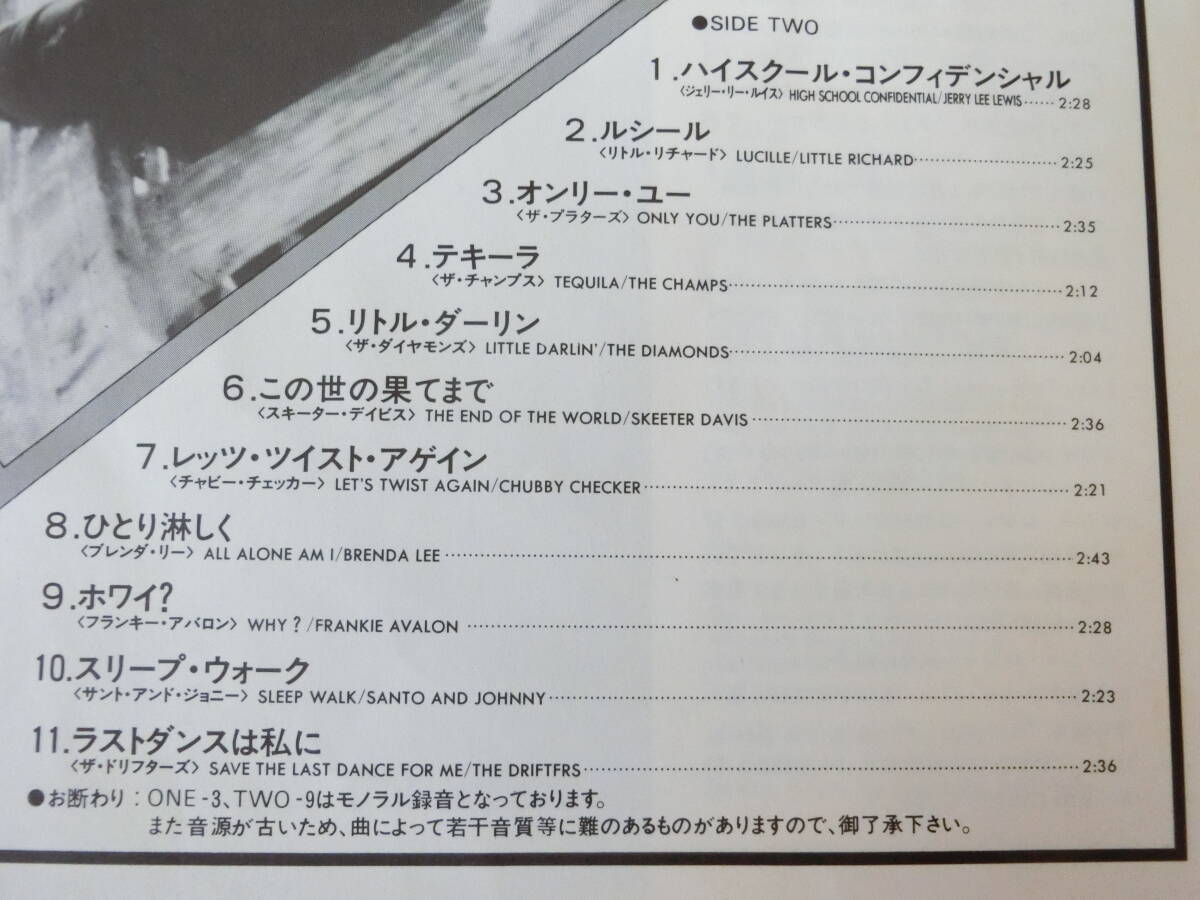 ●SIDE TWO
1.ハイスクール・コンフィデンシャル
〈ジェリー・リー・ルイス〉 HIGH SCHOOL CONFIDENTIAL/JERRY LEE LEWIS⋯⋯2:28
2.ルシール
〈リトル・リチャード〉 LUCILLE/LITTLE RICHARD⋯⋯2:25
3.オンリー・ユー
〈ザ・プラターズ〉 ONLY YOU/THE PLATTERS⋯⋯2:35
4.テキーラ
〈ザ・チャンプス〉 TEQUILA/THE CHAMPS⋯⋯2:12
5.リトル・ダーリン
〈ザ・ダイヤモンズ〉 LITTLE DARLIN'/THE DIAMONDS⋯⋯2:04
6.この世の果てまで
〈スキーター・デイビス〉 THE END OF THE WORLD/SKEETER DAVIS⋯⋯2:36
7.レッツ・ツイスト・アゲイン
〈チャビー・チェッカー〉 LET'S TWIST AGAIN/CHUBBY CHECKER⋯⋯2:21
8.ひとり淋しく
〈ブレンダ・リー〉 ALL ALONE AM I/BRENDA LEE⋯⋯2:43
9.ホワイ?
〈フランキー・アバロン〉 WHY?/FRANKIE AVALON⋯⋯2:28
10.スリープ・ウォーク
〈サント・アンド・ジョニー〉 SLEEP WALK/SANTO AND JOHNNY⋯⋯2:23
11.ラストダンスは私に
〈ザ・ドリフターズ〉 SAVE THE LAST DANCE FOR ME/THE DRIFTFRS⋯⋯2:36
●お断わり：ONE-3、TWO-9はモノラル録音となっております。
また音源が古いため、曲によって若干音質等に難のあるものがありますので、御了承下さい。